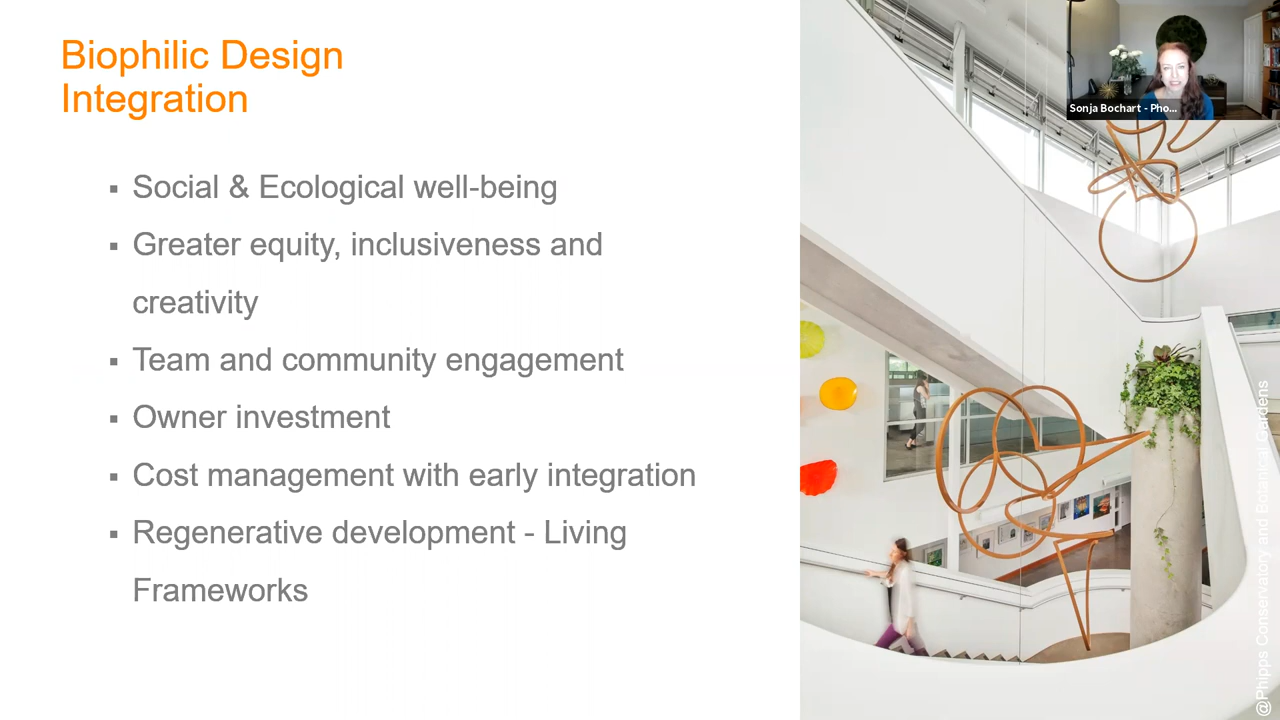 Biophilic Design
Integration
▪ Social & Ecological well-being
▪ Greater equity, inclusiveness and
creativity
▪ Team and community engagement
▪ Owner investment
▪ Cost management with early integration
▪ Regenerative development - Living
Frameworks
Sonja Bochart - Pho...
@Phipps Conservatory and Botanical Gardens